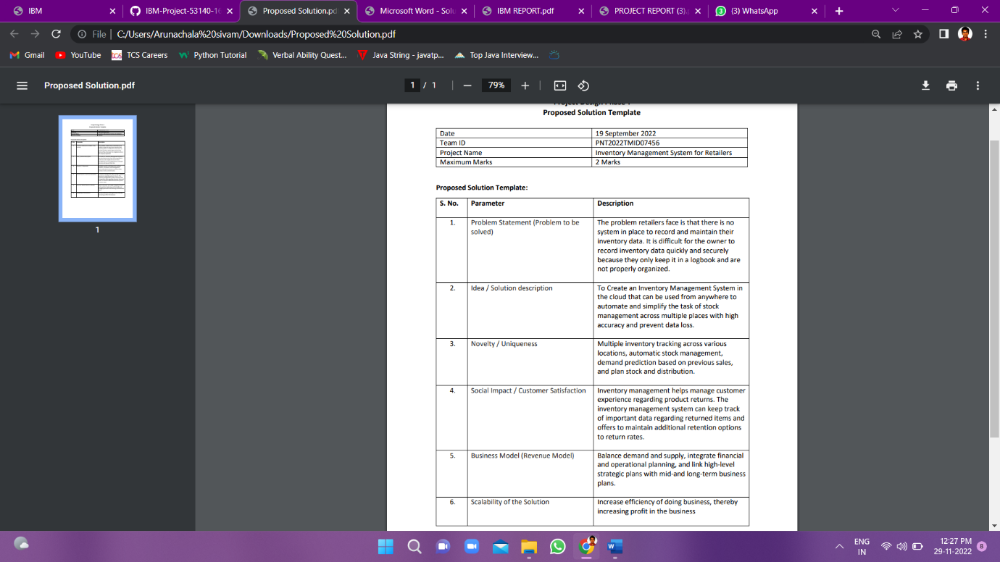 IBM
IBM-Project-53140-16
Proposed Solution.pd
Microsoft Word - Solu
IBM REPORT.pdf
PROJECT REPORT (3).
(3) WhatsApp
File | C:/Users/Arunachala%20sivam/Downloads/Proposed%20Solution.pdf
Gmail
YouTube
TCS Careers
Python Tutorial
Verbal Ability Quest...
Java String - javatp...
Top Java Interview...
Proposed Solution.pdf
1 / 1
79%
Proposed Solution Template
Date 19 September 2022
Team ID PNT2022TMID07456
Project Name Inventory Management System for Retailers
Maximum Marks 2 Marks
Proposed Solution Template:
S. No. Parameter Description
1. Problem Statement (Problem to be solved)
The problem retailers face is that there is no
system in place to record and maintain their
inventory data. It is difficult for the owner to
record inventory data quickly and securely
because they only keep it in a logbook and are
not properly organized.
2. Idea / Solution description
To Create an Inventory Management System in
the cloud that can be used from anywhere to
automate and simplify the task of stock
management across multiple places with high
accuracy and prevent data loss.
3. Novelty / Uniqueness
Multiple inventory tracking across various
locations, automatic stock management,
demand prediction based on previous sales,
and plan stock and distribution.
4. Social Impact / Customer Satisfaction
Inventory management helps manage customer
experience regarding product returns. The
inventory management system can keep track
of important data regarding returned items and
offers to maintain additional retention options
to return rates.
5. Business Model (Revenue Model)
Balance demand and supply, integrate financial
and operational planning, and link high-level
strategic plans with mid-and long-term business
plans.
6. Scalability of the Solution
Increase efficiency of doing business, thereby
increasing profit in the business
1
ENG
IN
12:27 PM
29-11-2022
8